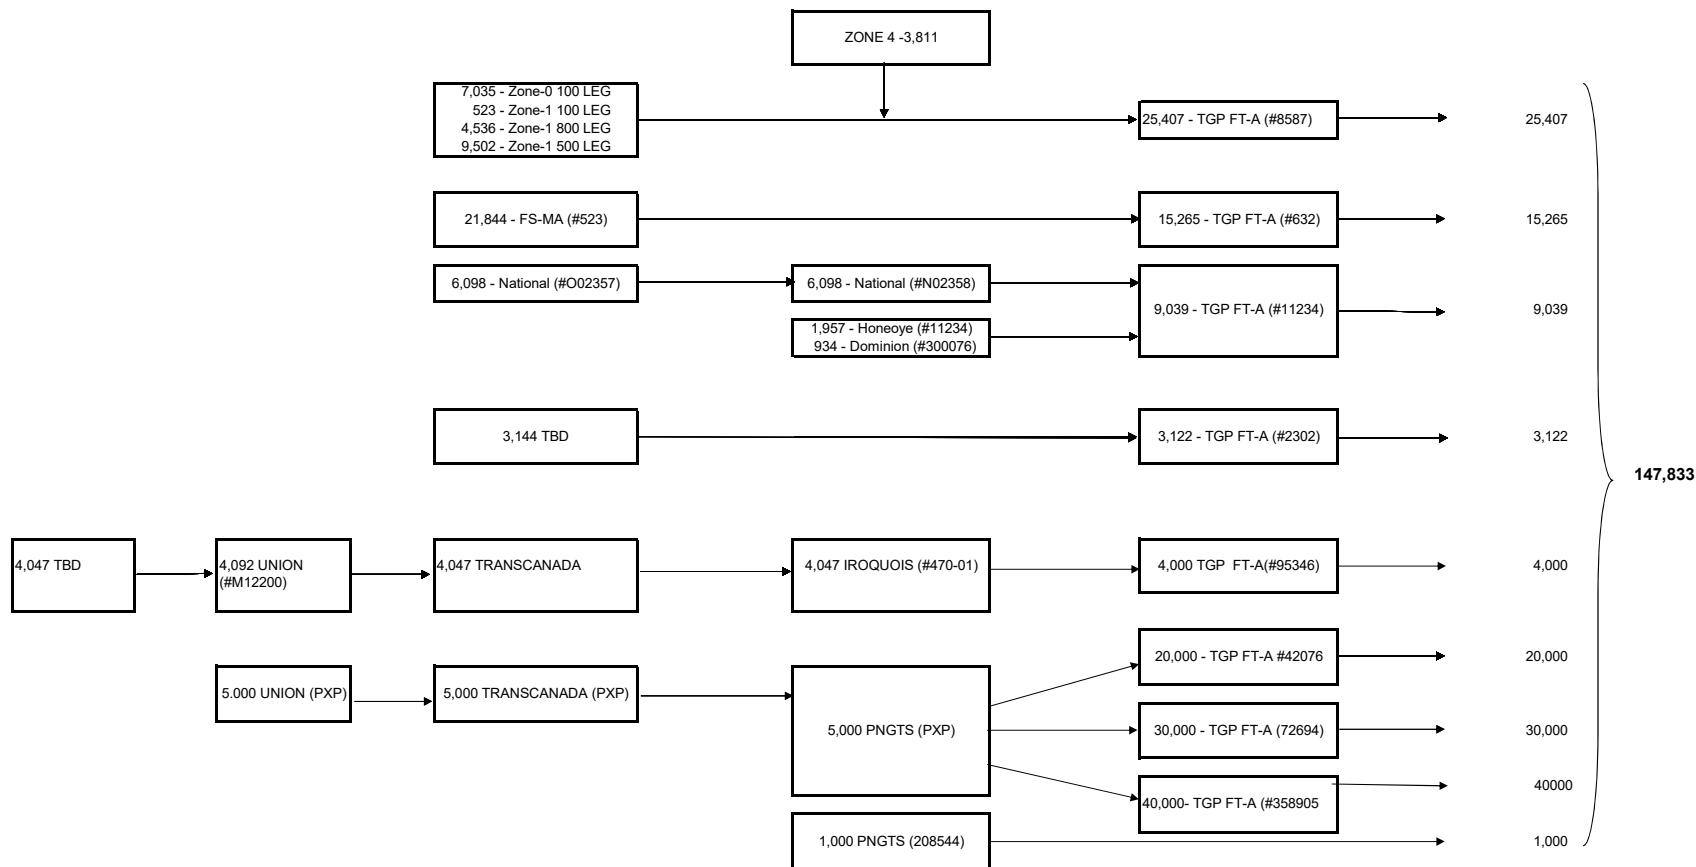 ZONE 4 -3,811
7,035 - Zone-0 100 LEG
523 - Zone-1 100 LEG
4,536 - Zone-1 800 LEG
9,502 - Zone-1 500 LEG
25,407 - TGP FT-A (#8587)
25,407
21,844 - FS-MA (#523)
15,265 - TGP FT-A (#632)
15,265
6,098 - National (#O02357)
6,098 - National (#N02358)
1,957 - Honeoye (#11234)
934 - Dominion (#300076)
9,039 - TGP FT-A (#11234)
9,039
3,144 TBD
3,122 - TGP FT-A (#2302)
3,122
147,833
4,047 TBD
4,092 UNION
(#M12200)
4,047 TRANSCANADA
4,047 IROQUOIS (#470-01)
4,000 TGP  FT-A(#95346)
4,000
5.000 UNION (PXP)
5,000 TRANSCANADA (PXP)
5,000 PNGTS (PXP)
20,000 - TGP FT-A #42076
20,000
30,000 - TGP FT-A (72694)
30,000
40,000- TGP FT-A (#358905
40000
1,000 PNGTS (208544)
1,000